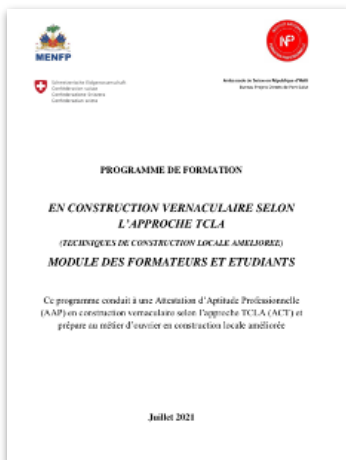 MENFP
NP
Schweizerische Eidgenossenschaft
Confédération suisse
Confederazione Svizzera
Confederaziun svizra
Ambassade de Suisse en République d'Haïti
PROGRAMME DE FORMATION
EN CONSTRUCTION VERNACULAIRE SELON
L'APPROCHE TCLA
(TECHNIQUES DE CONSTRUCTION LOCALE AMELIOREE)
MODULE DES FORMATEURS ET ETUDIANTS
Ce programme conduit à une Attestation d'Aptitude Professionnelle
(AAP) en construction vernaculaire selon l'approche TCLA (ACT) et
prépare au métier d'ouvrier en construction locale améliorée
Juillet 2021